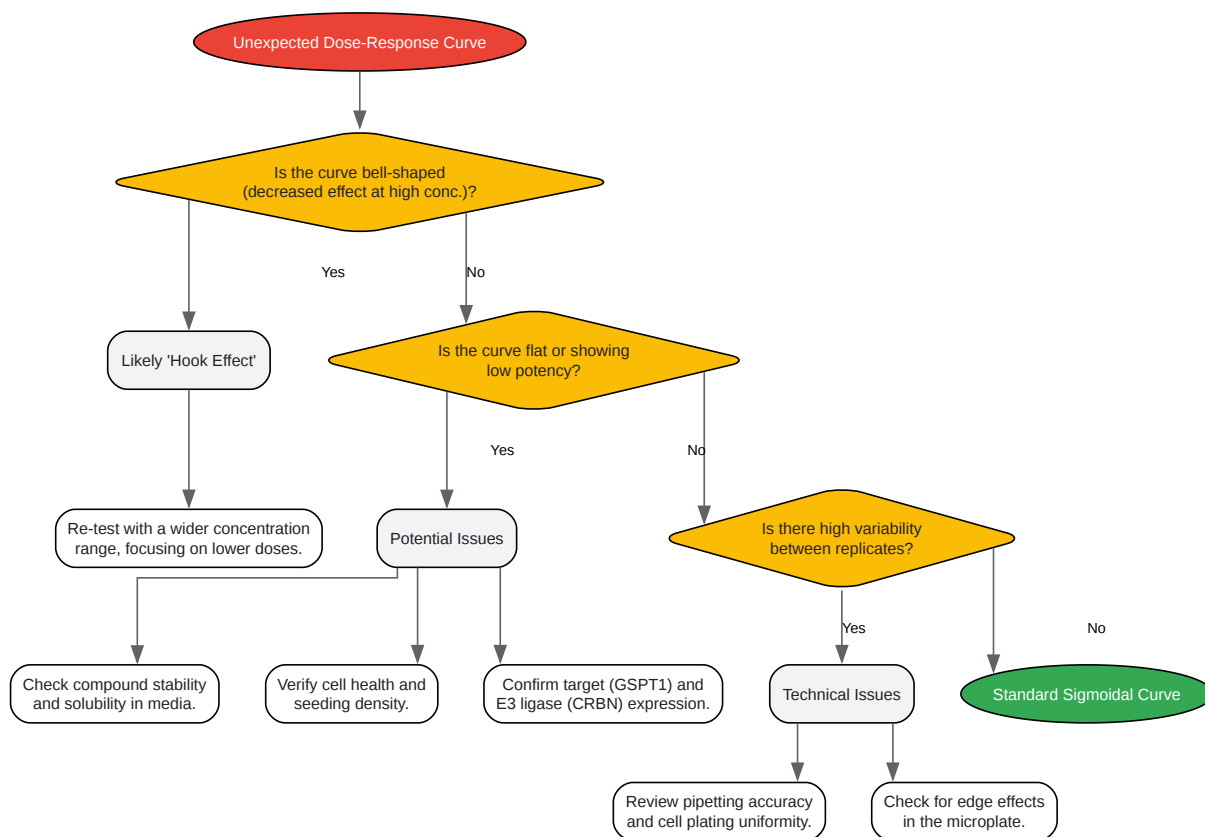 Unexpected Dose-Response Curve
Is the curve bell-shaped
(decreased effect at high conc.)?
Yes
No
Likely 'Hook Effect'
Is the curve flat or showing
low potency?
Yes
No
Re-test with a wider concentration
range, focusing on lower doses.
Potential Issues
Is there high variability
between replicates?
Yes
No
Check compound stability
and solubility in media.
Verify cell health and
seeding density.
Confirm target (GSPT1) and
E3 ligase (CRBN) expression.
Technical Issues
Standard Sigmoidal Curve
Review pipetting accuracy
and cell plating uniformity.
Check for edge effects
in the microplate.